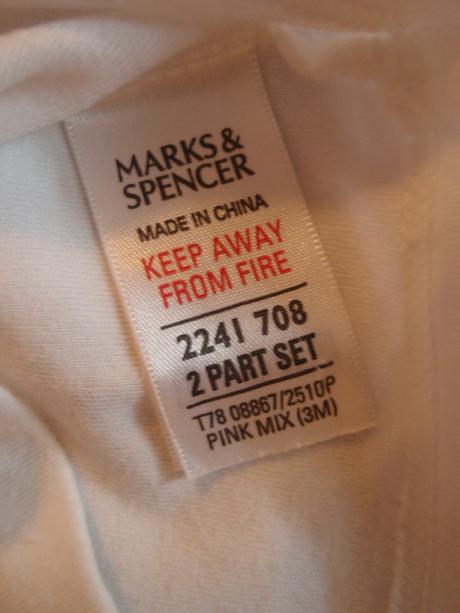 MARKS &
SPENCER
MADE IN CHINA
KEEP AWAY
FROM FIRE
2241 708
2 PART SET
T78 08867/2510P
PINK MIX (3M)